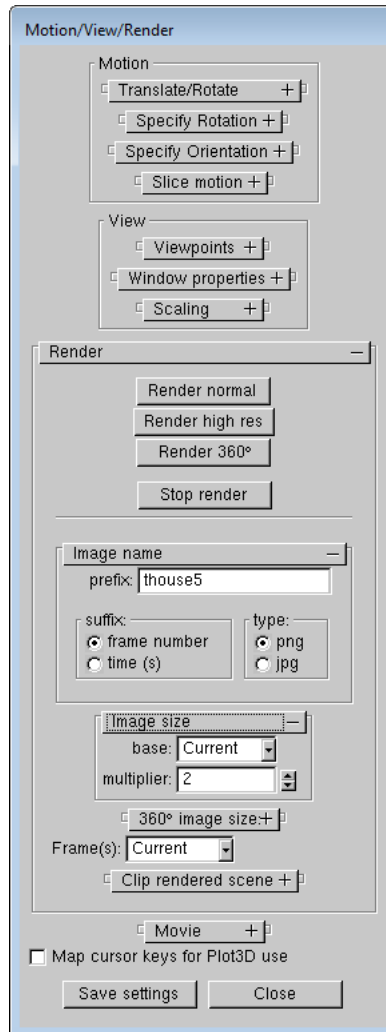 Motion/View/Render
Motion
Translate/Rotate +
Specify Rotation +
Specify Orientation +
Slice motion +
View
Viewpoints +
Window properties +
Scaling +
Render −
Render normal
Render high res
Render 360º
Stop render
Image name −
prefix: thouse5
suffix: type:
frame number png
time (s) jpg
Image size −
base: Current
multiplier: 2
360º image size: +
Frame(s): Current
Clip rendered scene +
Movie +
Map cursor keys for Plot3D use
Save settings Close